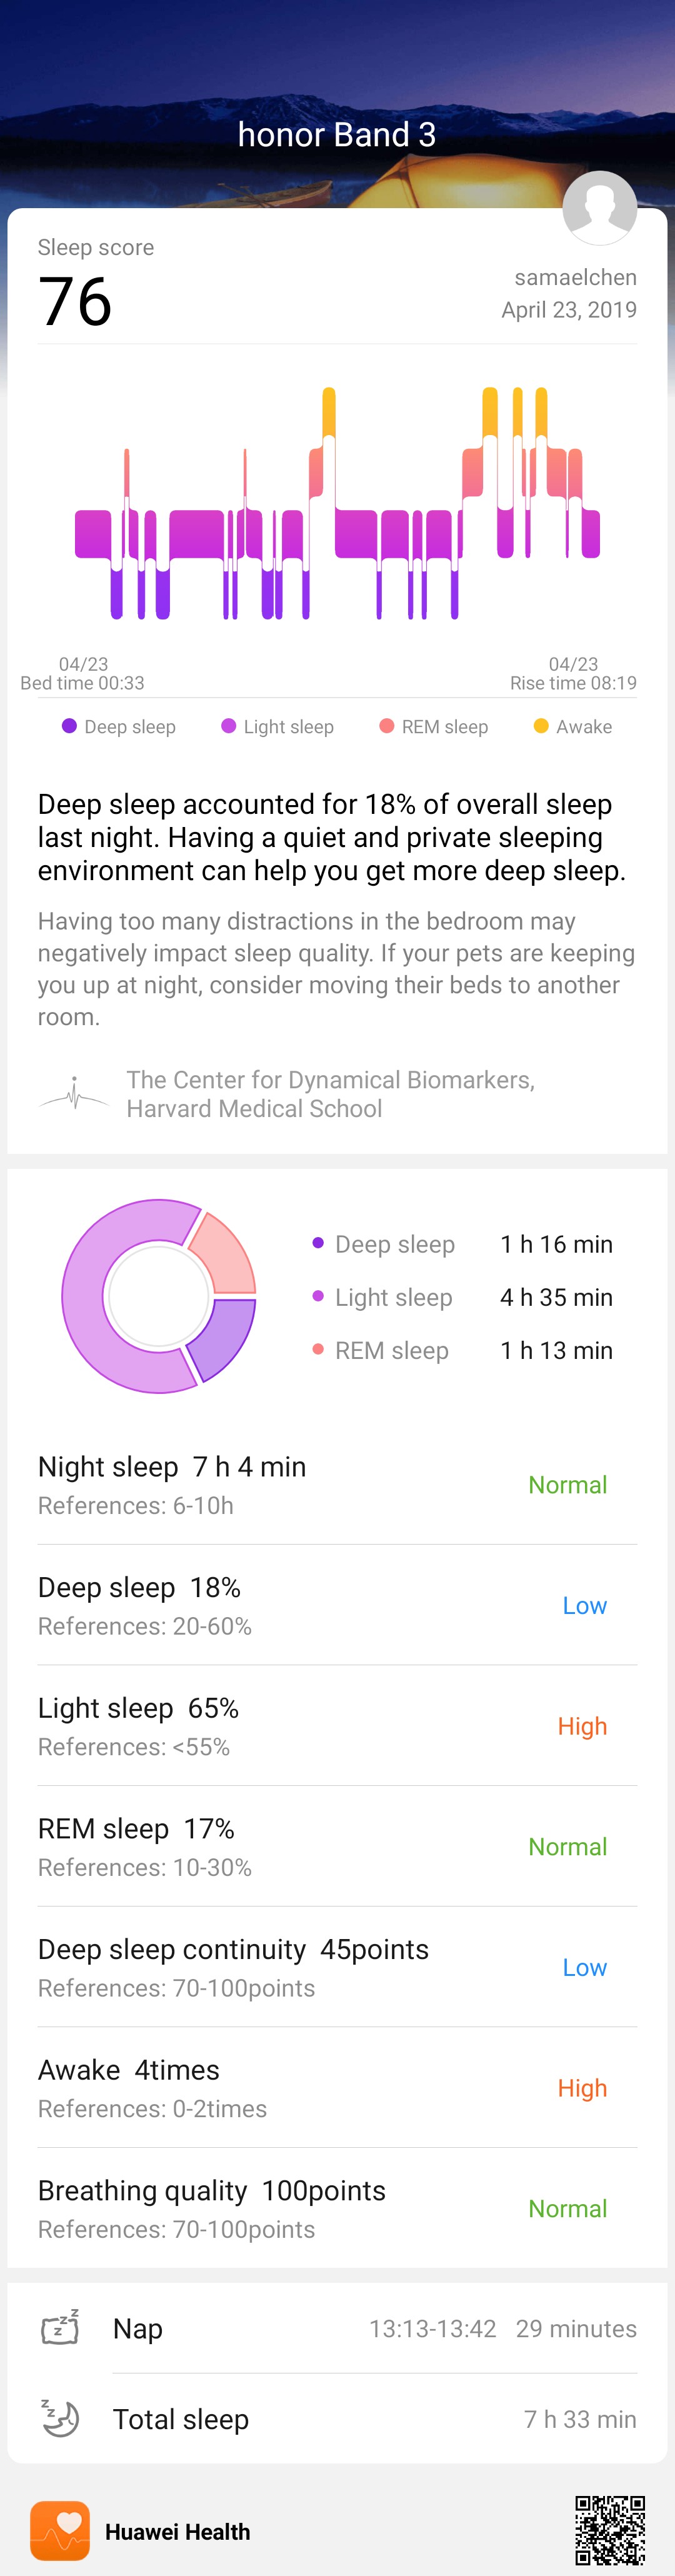 honor Band 3
Sleep score
76
samaelchen
April 23, 2019
04/23
Bed time 00:33
04/23
Rise time 08:19
Deep sleep
Light sleep
REM sleep
Awake
Deep sleep accounted for 18% of overall sleep
last night. Having a quiet and private sleeping
environment can help you get more deep sleep.
Having too many distractions in the bedroom may
negatively impact sleep quality. If your pets are keeping
you up at night, consider moving their beds to another
room.
The Center for Dynamical Biomarkers,
Harvard Medical School
Deep sleep 1 h 16 min
Light sleep 4 h 35 min
REM sleep 1 h 13 min
Night sleep 7 h 4 min
Normal
References: 6-10h
Deep sleep 18%
Low
References: 20-60%
Light sleep 65%
High
References: <55%
REM sleep 17%
Normal
References: 10-30%
Deep sleep continuity 45points
Low
References: 70-100points
Awake 4times
High
References: 0-2times
Breathing quality 100points
Normal
References: 70-100points
z z z
Nap 13:13-13:42 29 minutes
z z
Total sleep 7 h 33 min
Huawei Health